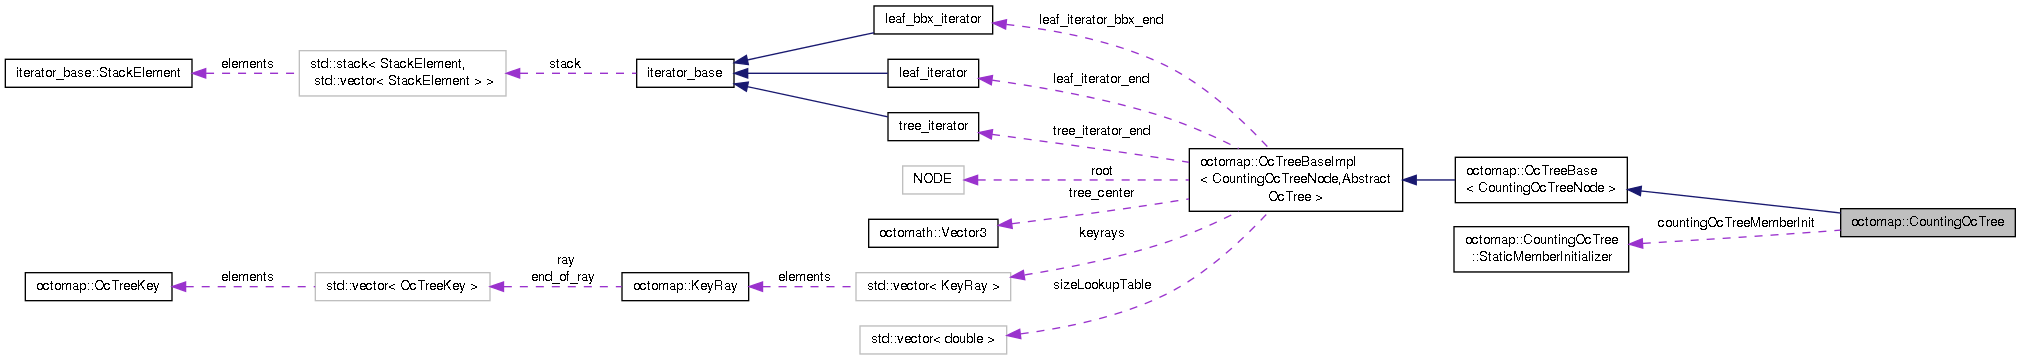 leaf_bbx_iterator
leaf_iterator_bbx_end
iterator_base::StackElement
elements
std::stack< StackElement,
std::vector< StackElement > >
stack
iterator_base
leaf_iterator
leaf_iterator_end
tree_iterator
tree_iterator_end
NODE
root
octomap::OcTreeBaseImpl
< CountingOcTreeNode,Abstract
OcTree >
octomap::OcTreeBase
< CountingOcTreeNode >
octomap::CountingOcTree
tree_center
octomath::Vector3
keyrays
countingOcTreeMemberInit
octomap::CountingOcTree
::StaticMemberInitializer
octomap::OcTreeKey
elements
std::vector< OcTreeKey >
ray
end_of_ray
octomap::KeyRay
elements
std::vector< KeyRay >
sizeLookupTable
std::vector< double >